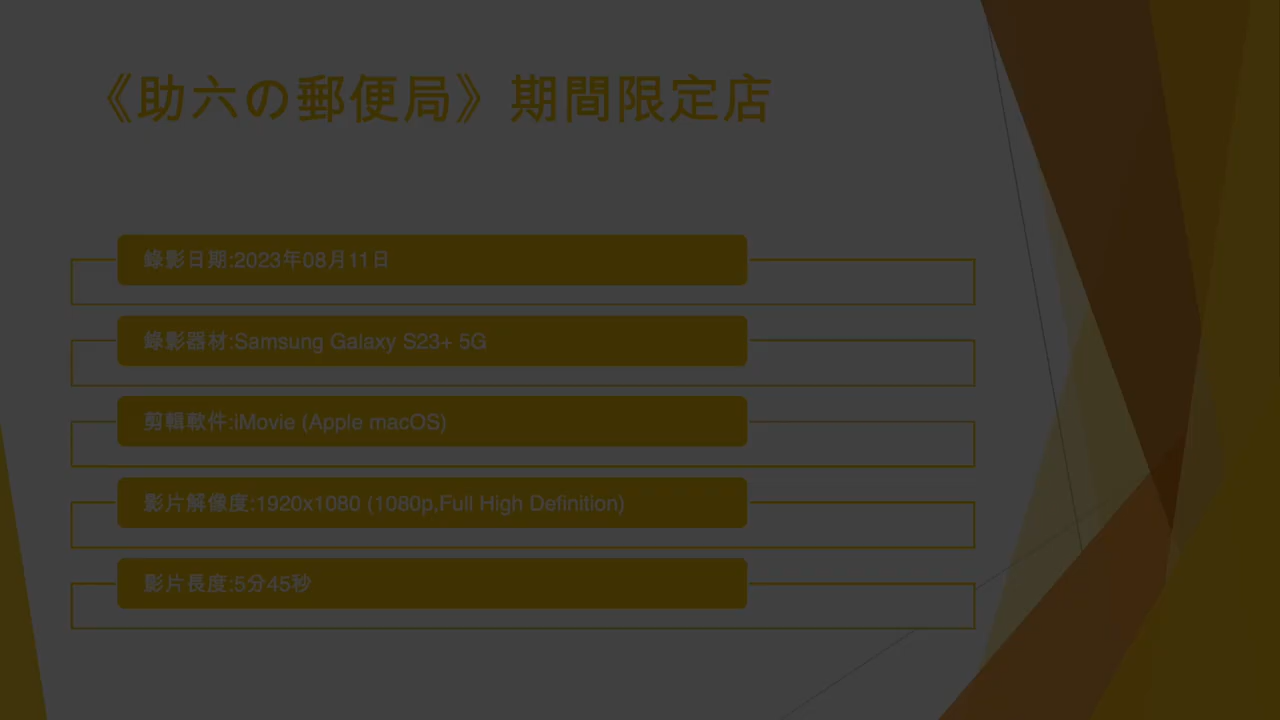 《助六の郵便局》期間限定店
錄影日期:2023年08月11日
錄影器材:Samsung Galaxy S23+ 5G
剪輯軟件:iMovie (Apple macOS)
影片解像度:1920x1080 (1080p,Full High Definition)
影片長度:5分45秒